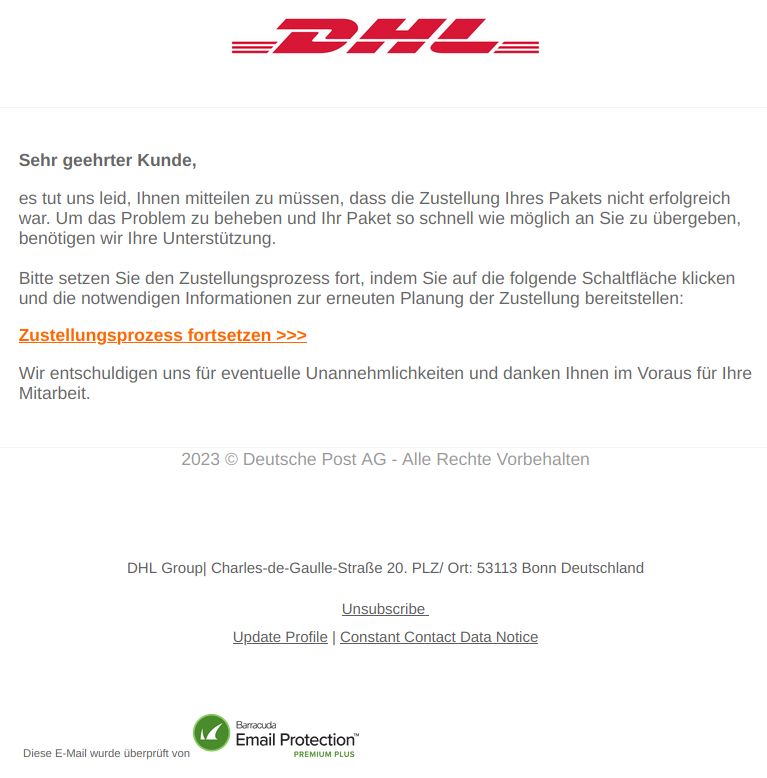 DHL
Sehr geehrter Kunde,
es tut uns leid, Ihnen mitteilen zu müssen, dass die Zustellung Ihres Pakets nicht erfolgreich
war. Um das Problem zu beheben und Ihr Paket so schnell wie möglich an Sie zu übergeben,
benötigen wir Ihre Unterstützung.
Bitte setzen Sie den Zustellungsprozess fort, indem Sie auf die folgende Schaltfläche klicken
und die notwendigen Informationen zur erneuten Planung der Zustellung bereitstellen:
Zustellungsprozess fortsetzen >>>
Wir entschuldigen uns für eventuelle Unannehmlichkeiten und danken Ihnen im Voraus für Ihre
Mitarbeit.
2023 © Deutsche Post AG - Alle Rechte Vorbehalten
DHL Group| Charles-de-Gaulle-Straße 20. PLZ/ Ort: 53113 Bonn Deutschland
Unsubscribe
Update Profile | Constant Contact Data Notice
Barracuda
Email Protection™
PREMIUM PLUS
Diese E-Mail wurde überprüft von